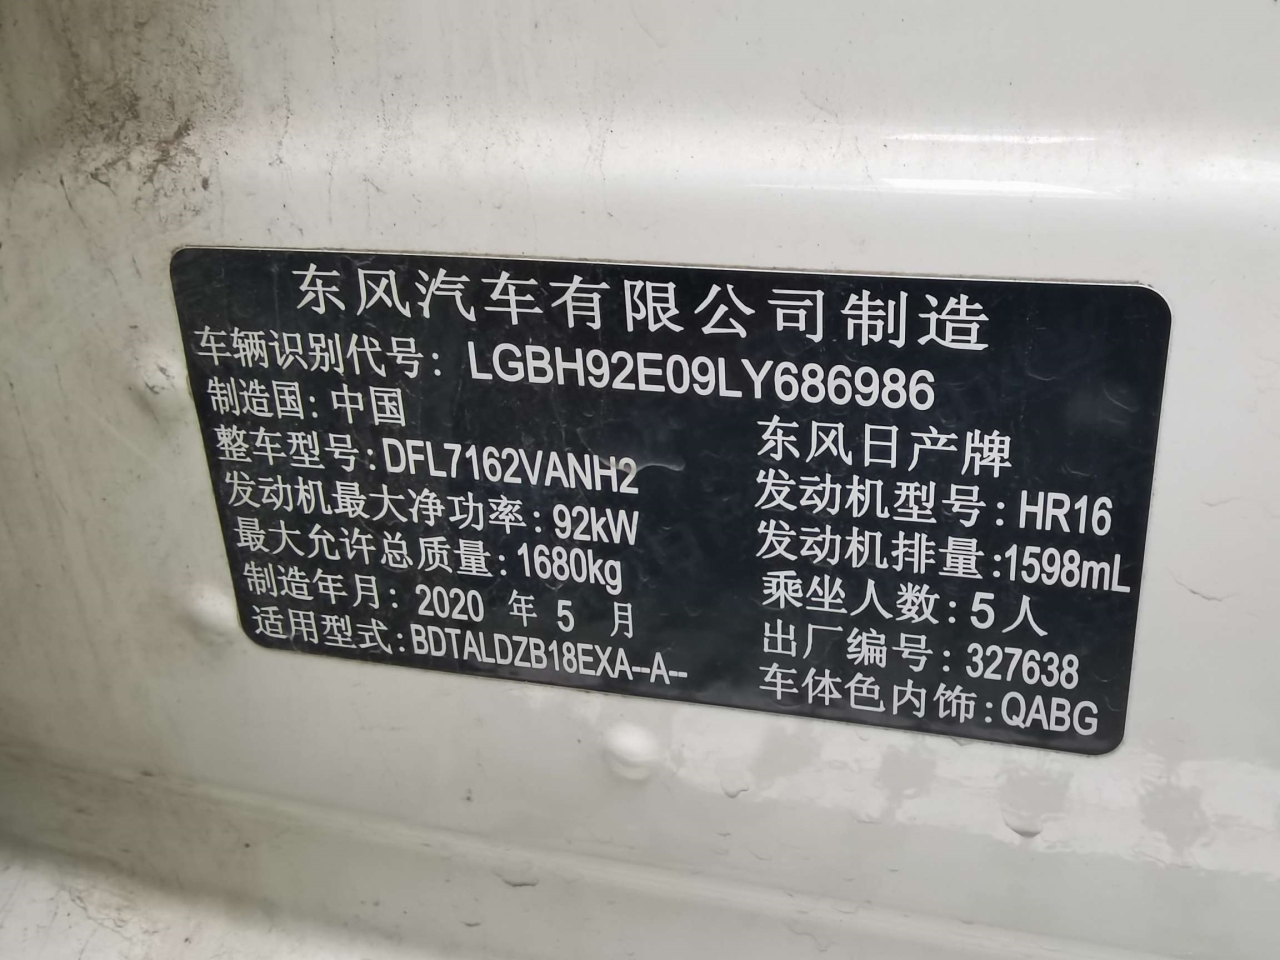 东风汽车有限公司制造
车辆识别代号: LGBH92E09LY686986
制造国: 中国
东风日产牌
整车型号: DFL7162VANH2
发动机型号: HR16
发动机最大净功率: 92kW
发动机排量: 1598mL
最大允许总质量: 1680kg
乘坐人数: 5人
制造年月: 2020 年 5 月
出厂编号: 327638
适用型式: BDTALDZB18EXA--A--
车体色内饰: QABG